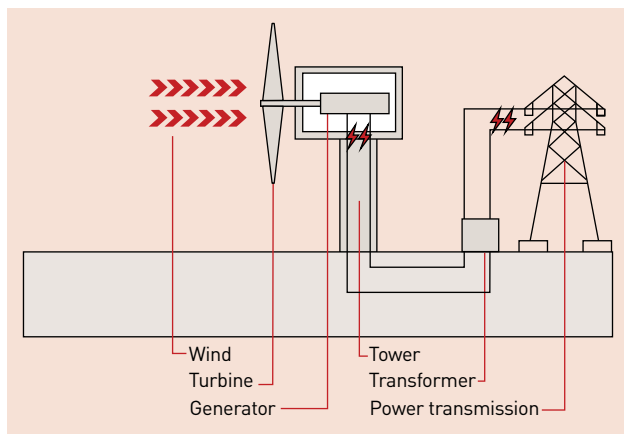 Wind
Turbine
Generator
Tower
Transformer
Power transmission